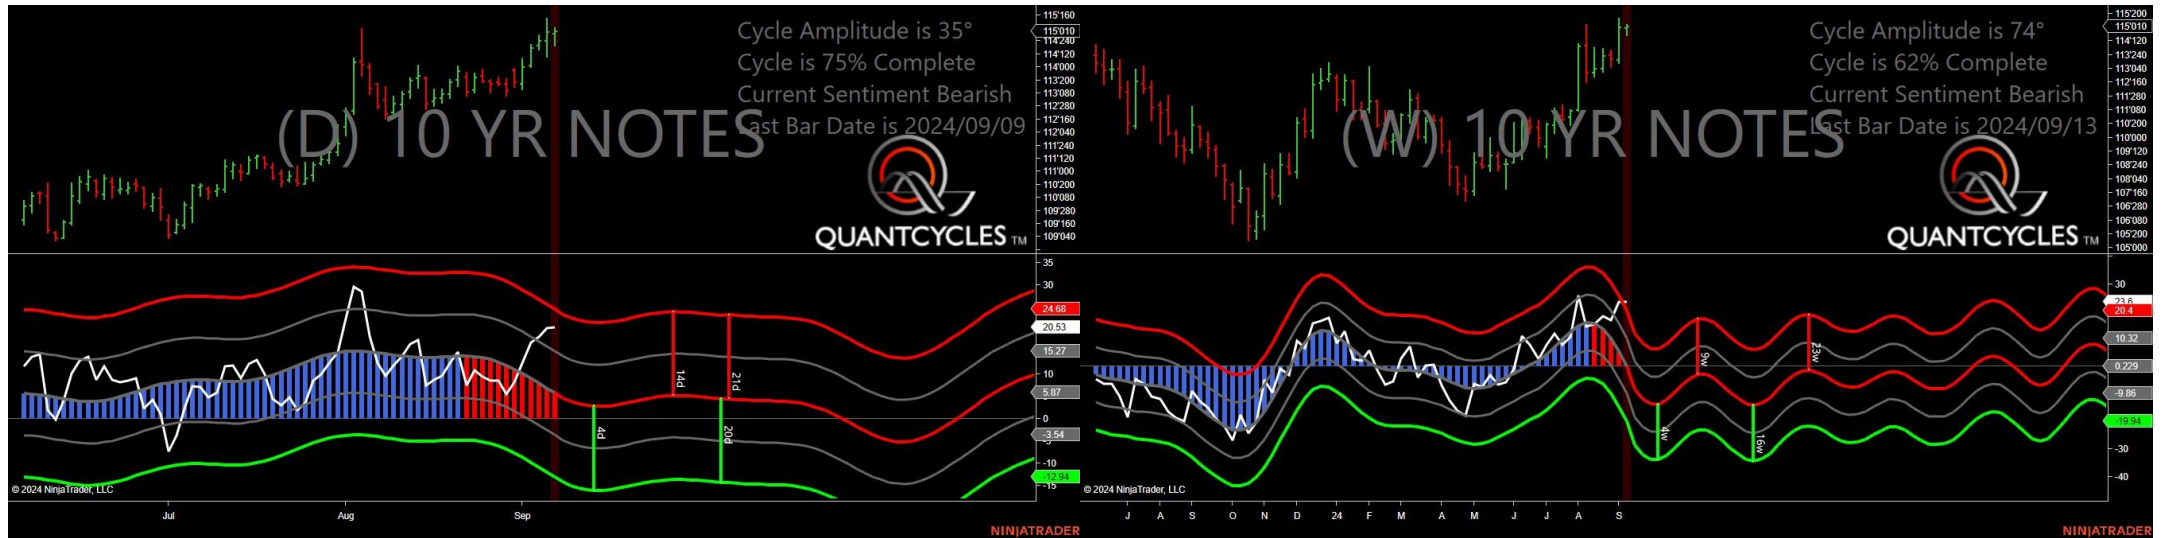 Cycle Amplitude is 35°
Cycle is 75% Complete
Current Sentiment Bearish
Last Bar Date is 2024/09/09
(D) 10 YR NOTES
QUANTCYCLES TM
115'160
115'010
114'240
114'120
114'000
113'200
113'080
112'280
112'160
112'040
111'240
111'120
111'000
110'200
110'080
109'280
109'160
109'040
35
30
24.68
20.53
15.27
10
5.87
0
-3.54
-5
-10
-12.94
-15
14d
21d
4d
20d
© 2024 NinjaTrader, LLC
Jul
Aug
Sep
NINJATRADER
Cycle Amplitude is 74°
Cycle is 62% Complete
Current Sentiment Bearish
Last Bar Date is 2024/09/13
(W) 10 YR NOTES
QUANTCYCLES TM
115'200
115'010
114'120
113'240
113'040
112'160
111'280
111'080
110'200
110'000
109'120
108'240
108'040
107'160
106'280
106'080
105'200
105'000
30
23.6
20.4
10.32
0.229
-9.86
-19.94
-30
-40
9w
23w
4w
16w
© 2024 NinjaTrader, LLC
J A S O N D 24 F M A M J J A S
NINJATRADER